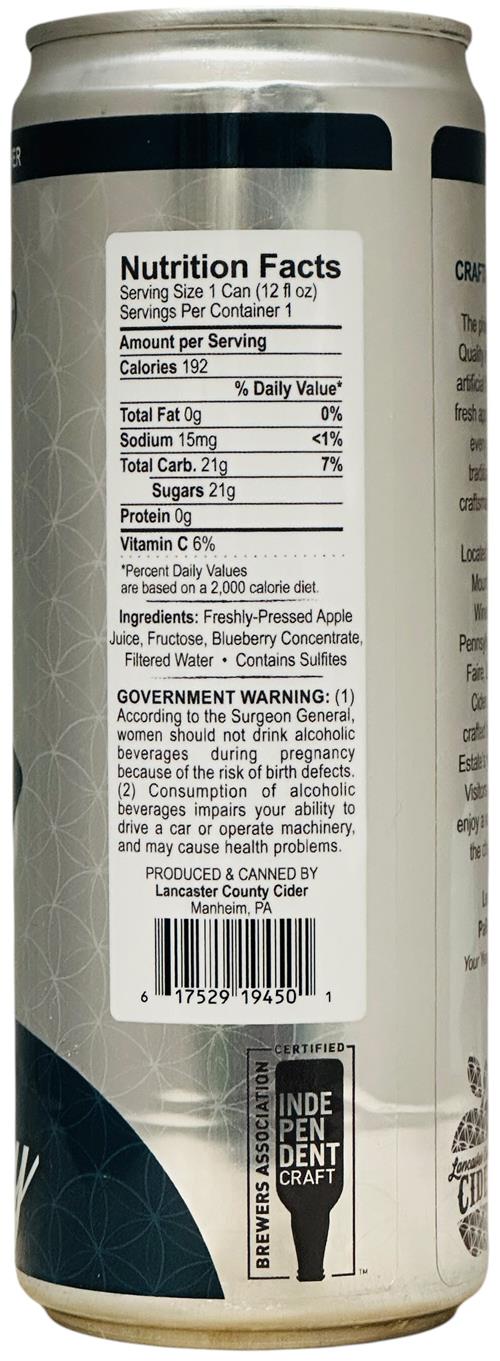 Nutrition Facts
Serving Size 1 Can (12 fl oz)
Servings Per Container 1
Amount per Serving
Calories 192
% Daily Value*
Total Fat 0g 0%
Sodium 15mg <1%
Total Carb. 21g 7%
Sugars 21g
Protein 0g
Vitamin C 6%
*Percent Daily Values
are based on a 2,000 calorie diet.
Ingredients: Freshly-Pressed Apple
Juice, Fructose, Blueberry Concentrate,
Filtered Water • Contains Sulfites
GOVERNMENT WARNING: (1)
According to the Surgeon General,
women should not drink alcoholic
beverages during pregnancy
because of the risk of birth defects.
(2) Consumption of alcoholic
beverages impairs your ability to
drive a car or operate machinery,
and may cause health problems.
PRODUCED & CANNED BY
Lancaster County Cider
Manheim, PA
6 17529 19450 1
CERTIFIED
BREWERS ASSOCIATION
INDE
PEN
DENT
CRAFT
TM
The
Quality
artificial
fresh
Your